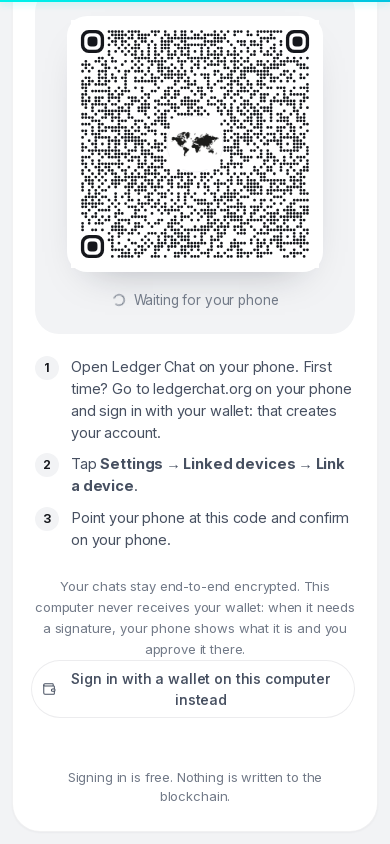 Waiting for your phone
1 Open Ledger Chat on your phone. First
time? Go to ledgerchat.org on your phone
and sign in with your wallet: that creates
your account.
2 Tap Settings → Linked devices → Link
a device.
3 Point your phone at this code and confirm
on your phone.
Your chats stay end-to-end encrypted. This
computer never receives your wallet: when it needs
a signature, your phone shows what it is and you
approve it there.
Sign in with a wallet on this computer
instead
Signing in is free. Nothing is written to the
blockchain.